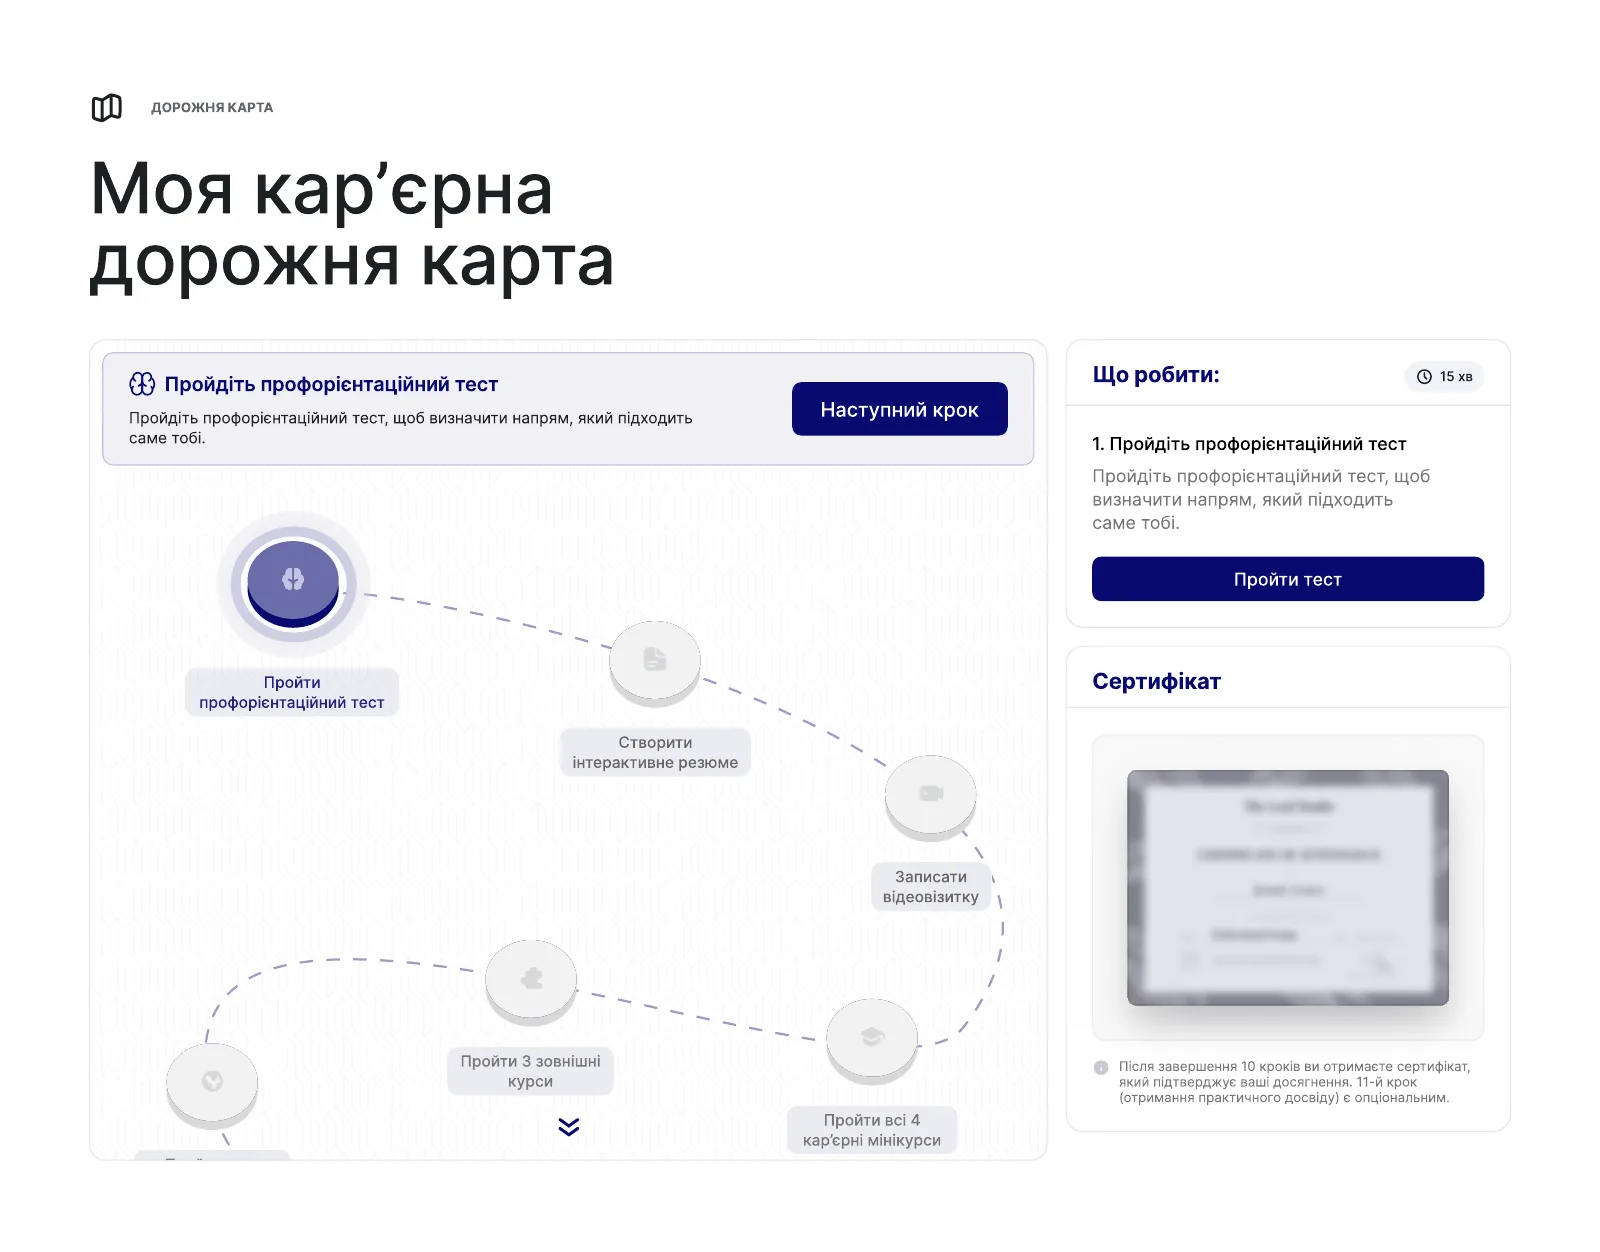 ДОРОЖНЯ КАРТА
Моя кар’єрна
дорожня карта
Пройдіть профорієнтаційний тест
Пройдіть профорієнтаційний тест, щоб визначити напрям, який підходить
саме тобі.
Наступний крок
Пройти
профорієнтаційний тест
Створити
інтерактивне резюме
Записати
відеовізитку
Пройти 3 зовнішні
курси
Пройти всі 4
кар’єрні мінікурси
Що робити:
15 хв
1. Пройдіть профорієнтаційний тест
Пройдіть профорієнтаційний тест, щоб
визначити напрям, який підходить
саме тобі.
Пройти тест
Сертифікат
Після завершення 10 кроків ви отримаєте сертифікат,
який підтверджує ваші досягнення. 11-й крок
(отримання практичного досвіду) є опціональним.